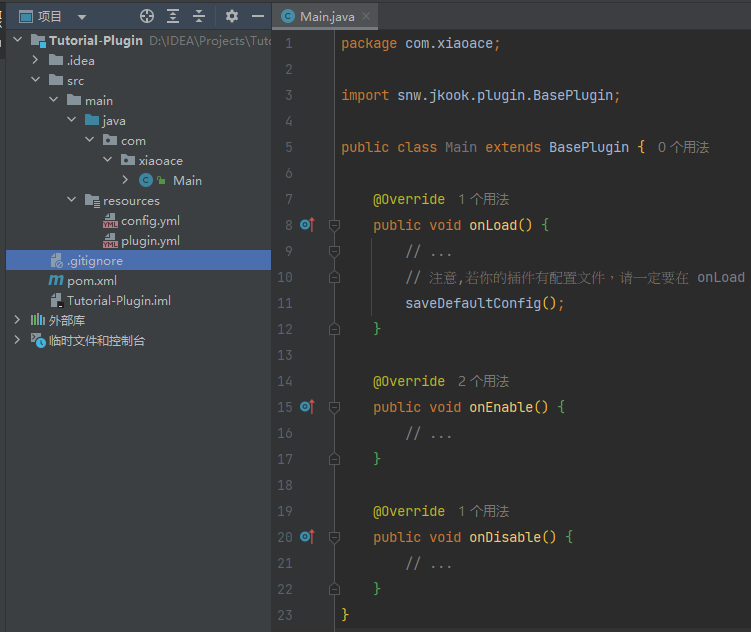 项目
Tutorial-Plugin D:\IDEA\Projects\Tuto
.idea
src
main
java
com
xiaoace
Main
resources
config.yml
plugin.yml
.gitignore
pom.xml
Tutorial-Plugin.iml
外部库
临时文件和控制台
Main.java
1 package com.xiaoace;
2
3 import snw.jkook.plugin.BasePlugin;
4
5 public class Main extends BasePlugin { 0 个用法
6
7 @Override 1 个用法
8 public void onLoad() {
9 // ...
10 // 注意,若你的插件有配置文件，请一定要在 onLoad
11 saveDefaultConfig();
12 }
13
14 @Override 2 个用法
15 public void onEnable() {
16 // ...
17 }
18
19 @Override 1 个用法
20 public void onDisable() {
21 // ...
22 }
23 }